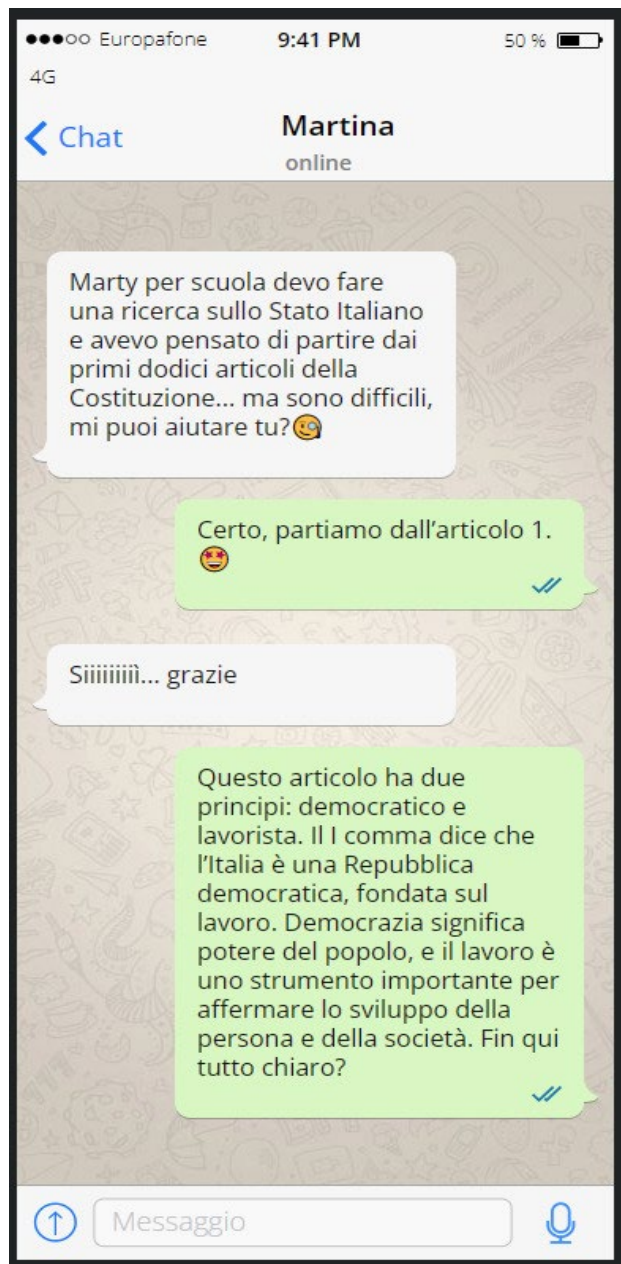 Europafone 9:41 PM 50 %
4G
Chat Martina
online
Marty per scuola devo fare
una ricerca sullo Stato Italiano
e avevo pensato di partire dai
primi dodici articoli della
Costituzione... ma sono difficili,
mi puoi aiutare tu?🧐
Certo, partiamo dall'articolo 1.
🤩
Siiiiiiiiì... grazie
Questo articolo ha due
principi: democratico e
lavorista. Il I comma dice che
l'Italia è una Repubblica
democratica, fondata sul
lavoro. Democrazia significa
potere del popolo, e il lavoro è
uno strumento importante per
affermare lo sviluppo della
persona e della società. Fin qui
tutto chiaro?
Messaggio